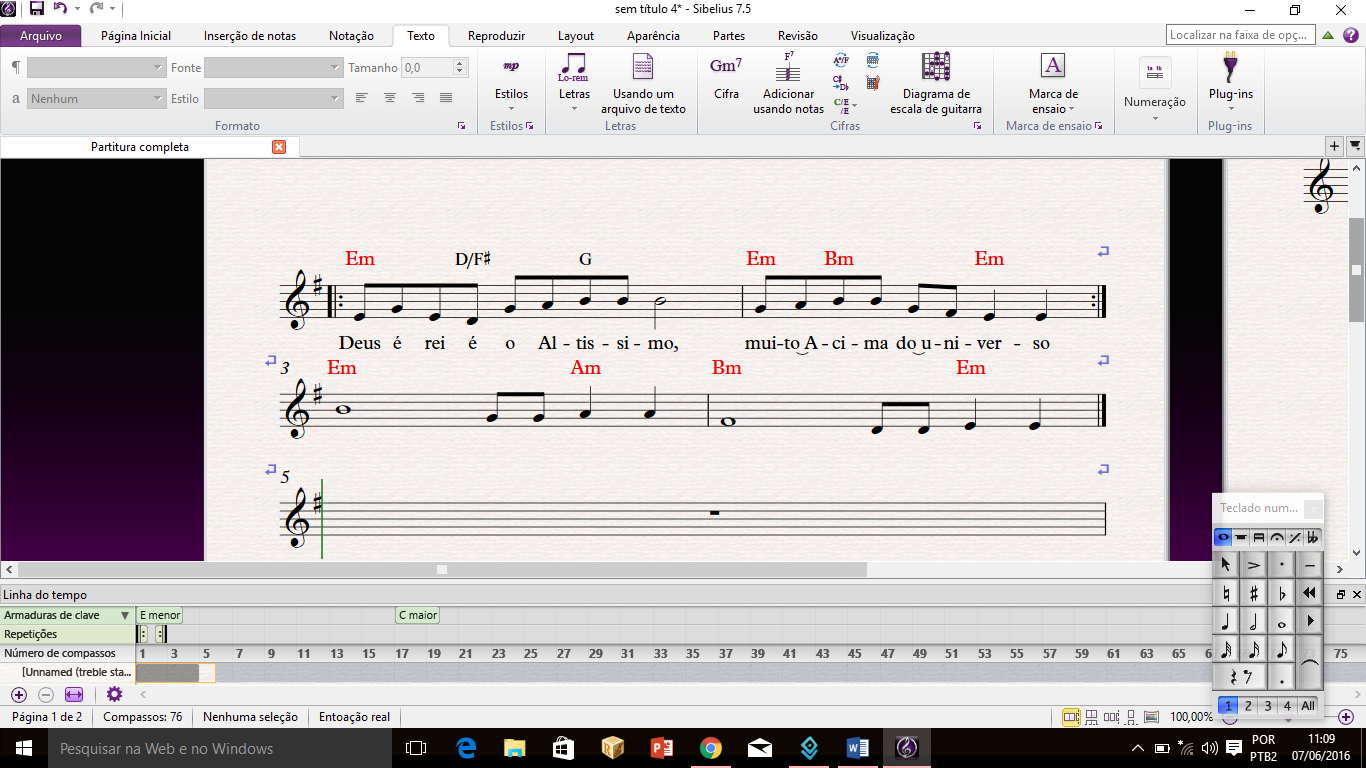 sem título 4* - Sibelius 7.5
Arquivo Página Inicial Inserção de notas Notação Texto Reproduzir Layout Aparência Partes Revisão Visualização Localizar na faixa de opç...
¶ Fonte Tamanho 0,0
a Nenhum Estilo
Formato
mp
Estilos
Estilos
Lo-rem
Letras
Usando um
arquivo de texto
Letras
Gm7
Cifra
F7
Adicionar
usando notas
Diagrama de
escala de guitarra
Cifras
A
Marca de
ensaio
Marca de ensaio
1a 1b
Numeração
Plug-ins
Plug-ins
Partitura completa
Em D/F♯ G Em Bm Em
Deus é rei é o Al - tis - si - mo, mui-to‿A - ci - ma do‿u - ni - ver - so
3 Em Am Bm Em
5
Teclado num...
1 2 3 4 All
Linha do tempo
Armaduras de clave E menor C maior
Repetições
Número de compassos 1 3 5 7 9 11 13 15 17 19 21 23 25 27 29 31 33 35 37 39 41 43 45 47 49 51 53 55 57 59 61 63 65 67 75
[Unnamed (treble sta...
Página 1 de 2 Compassos: 76 Nenhuma seleção Entoação real 100,00%
Pesquisar na Web e no Windows
POR
PTB2
11:09
07/06/2016